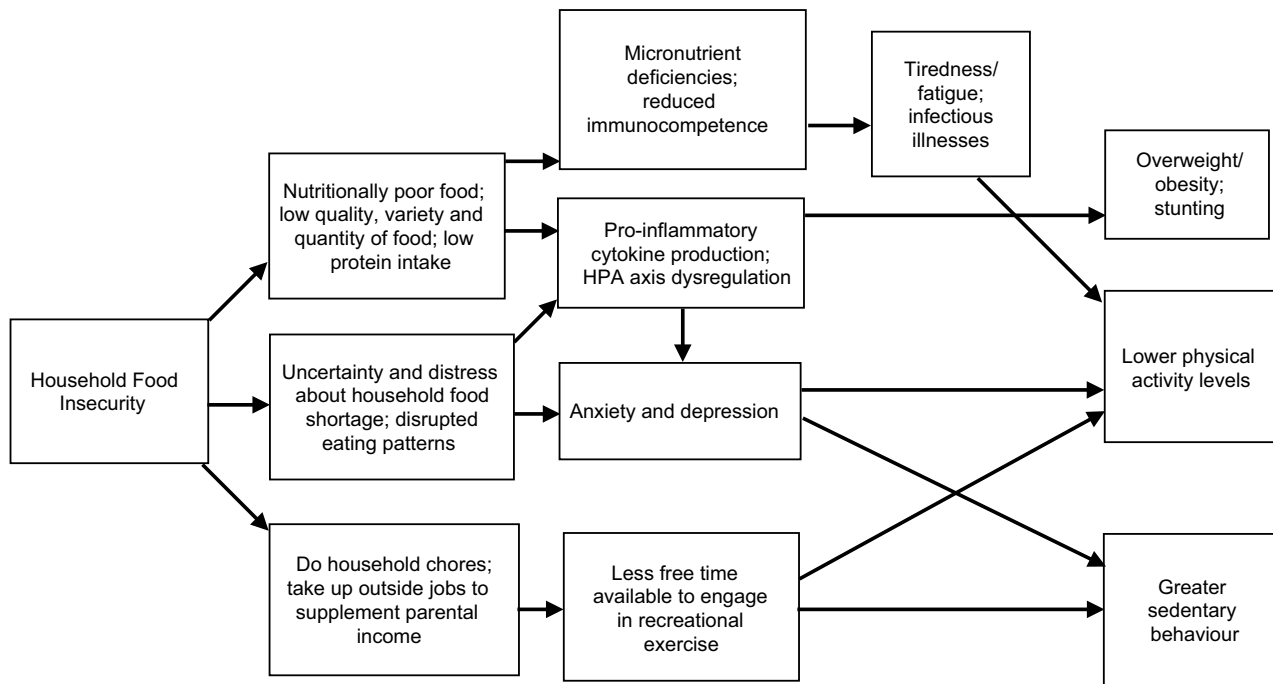 Household Food
Insecurity
Nutritionally poor food;
low quality, variety and
quantity of food; low
protein intake
Uncertainty and distress
about household food
shortage; disrupted
eating patterns
Do household chores;
take up outside jobs to
supplement parental
income
Micronutrient
deficiencies;
reduced
immunocompetence
Pro-inflammatory
cytokine production;
HPA axis dysregulation
Anxiety and depression
Less free time
available to engage
in recreational
exercise
Tiredness/
fatigue;
infectious
illnesses
Overweight/
obesity;
stunting
Lower physical
activity levels
Greater
sedentary
behaviour